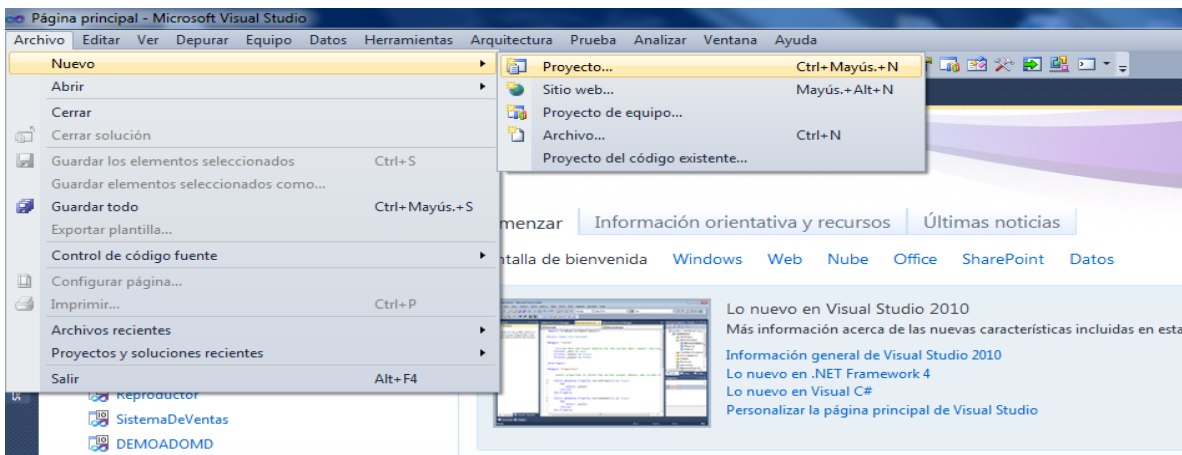 Página principal - Microsoft Visual Studio
Archivo Editar Ver Depurar Equipo Datos Herramientas Arquitectura Prueba Analizar Ventana Ayuda
Nuevo
Abrir
Cerrar
Cerrar solución
Guardar los elementos seleccionados Ctrl+S
Guardar elementos seleccionados como...
Guardar todo Ctrl+Mayús.+S
Exportar plantilla...
Control de código fuente
Configurar página...
Imprimir... Ctrl+P
Archivos recientes
Proyectos y soluciones recientes
Salir Alt+F4
Proyecto... Ctrl+Mayús.+N
Sitio web... Mayús.+Alt+N
Proyecto de equipo...
Archivo... Ctrl+N
Proyecto del código existente...
menzar Información orientativa y recursos Últimas noticias
ntalla de bienvenida Windows Web Nube Office SharePoint Datos
Lo nuevo en Visual Studio 2010
Más información acerca de las nuevas características incluidas en esta
Información general de Visual Studio 2010
Lo nuevo en .NET Framework 4
Lo nuevo en Visual C#
Personalizar la página principal de Visual Studio
Reproductor
SistemaDeVentas
DEMOADOMD